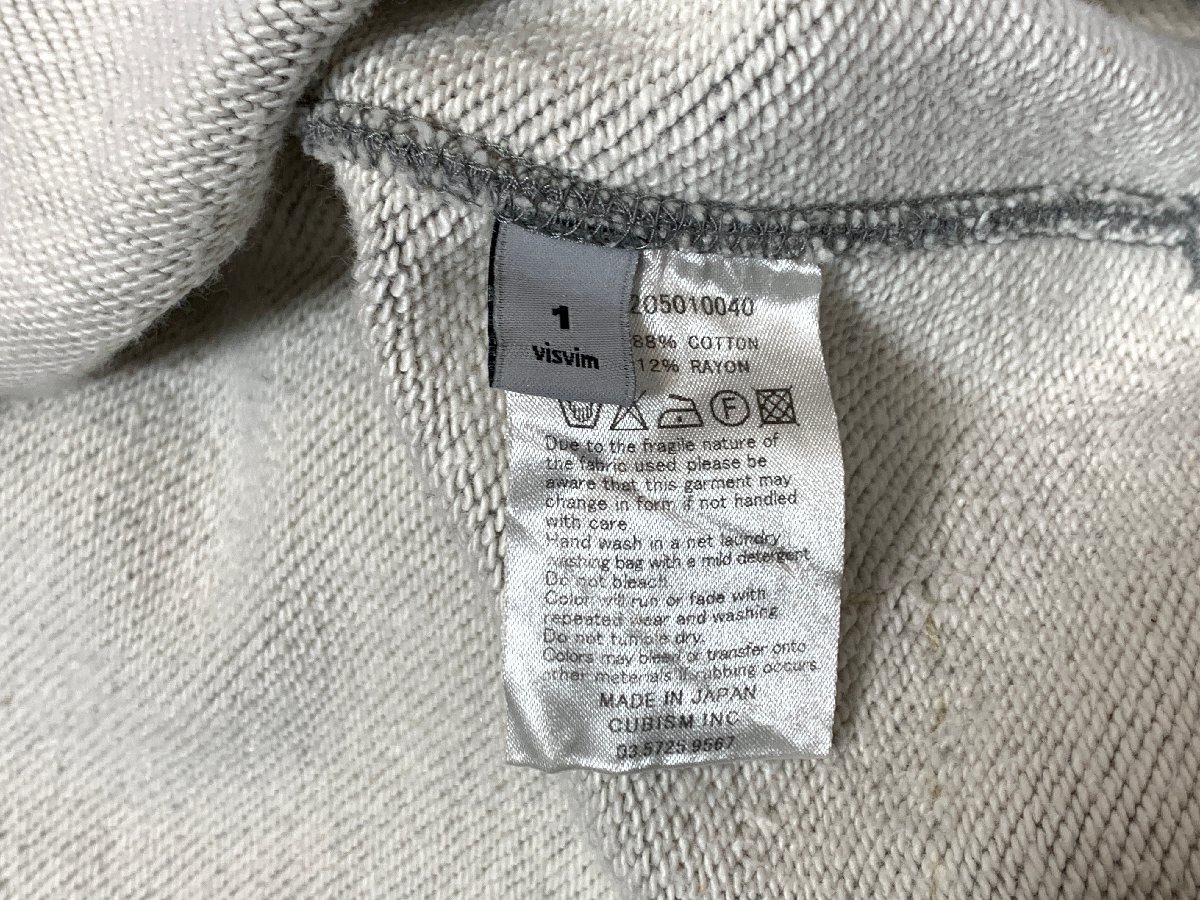 1
visvim
205010040
88% COTTON
12% RAYON
F
Due to the fragile nature of
the fabric used please be
aware that this garment may
change in form if not handled
with care
Hand wash in a net laundry
washing bag with a mild detergent
Do not bleach
Color will run or fade with
repeated wear and washing
Do not tumble dry.
Colors may bleed or transfer onto
other materials if rubbing occurs.
MADE IN JAPAN
CUBISM INC
03 5725 9567